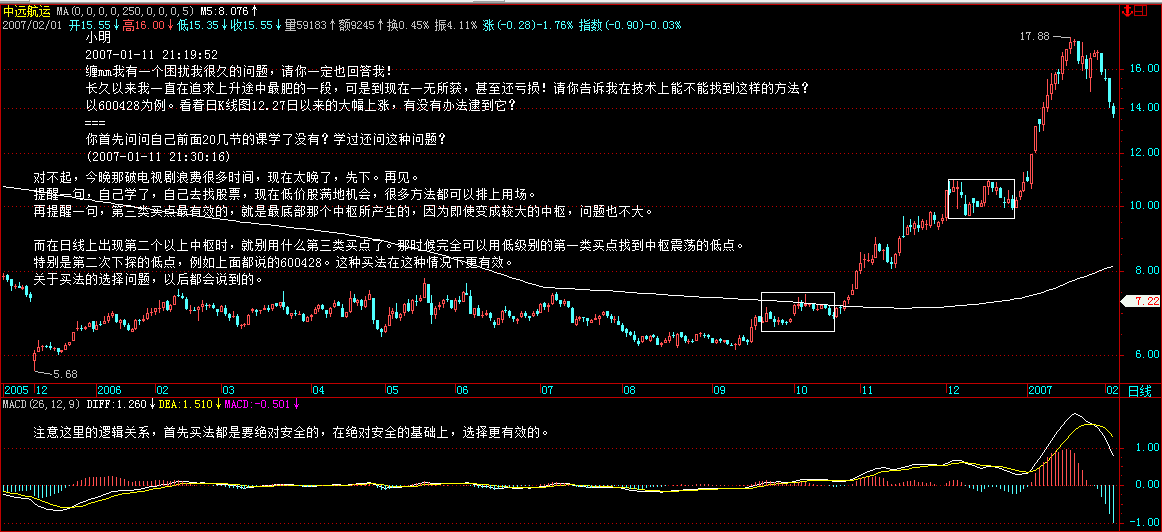 中远航运 MA(0,0,0,0,250,0,0,0,5) M5:8.076↑
2007/02/01 开15.55↓高16.00↓低15.35↓收15.55↓量59183↑额9245↑换0.45% 振4.11% 涨(-0.28)-1.76% 指数(-0.90)-0.03%
小明
2007-01-11 21:19:52
缠mm我有一个困扰我很久的问题，请你一定也回答我！
长久以来我一直在追求上升途中最肥的一段，可是到现在一无所获，甚至还亏损！请你告诉我在技术上能不能找到这样的方法？
以600428为例。看着日K线图12.27日以来的大幅上涨，有没有办法逮到它？
===
你首先问问自己前面20几节的课学了没有？学过还问这种问题？
(2007-01-11 21:30:16)
对不起，今晚那破电视剧浪费很多时间，现在太晚了，先下。再见。
提醒一句，自己学了，自己去找股票，现在低价股满地机会，很多方法都可以排上用场。
再提醒一句，第三类买点最有效的，就是最底部那个中枢所产生的，因为即使变成较大的中枢，问题也不大。
而在日线上出现第二个以上中枢时，就别用什么第三类买点了。那时候完全可以用低级别的第一类买点找到中枢震荡的低点。
特别是第二次下探的低点，例如上面都说的600428。这种买法在这种情况下更有效。
关于买法的选择问题，以后都会说到的。
17.88
16.00
14.00
12.00
10.00
8.00
7.22
6.00
5.68
2005 12 2006 02 03 04 05 06 07 08 09 10 11 12 2007 02 日线
MACD(26,12,9) DIFF:1.260↓DEA:1.510↓MACD:-0.501↓
注意这里的逻辑关系，首先买法都是要绝对安全的，在绝对安全的基础上，选择更有效的。
1.00
0.00
-1.00